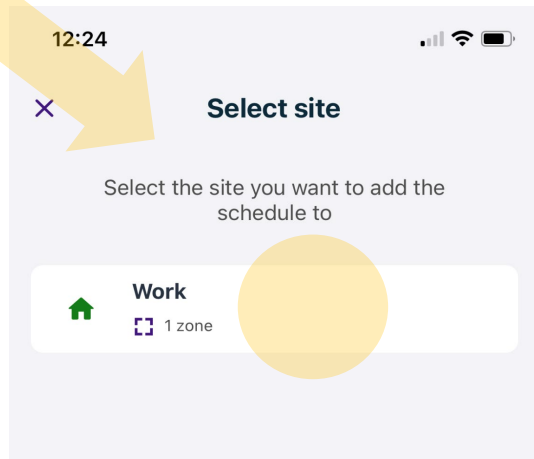 12:24
Select site
Select the site you want to add the
schedule to
Work
1 zone